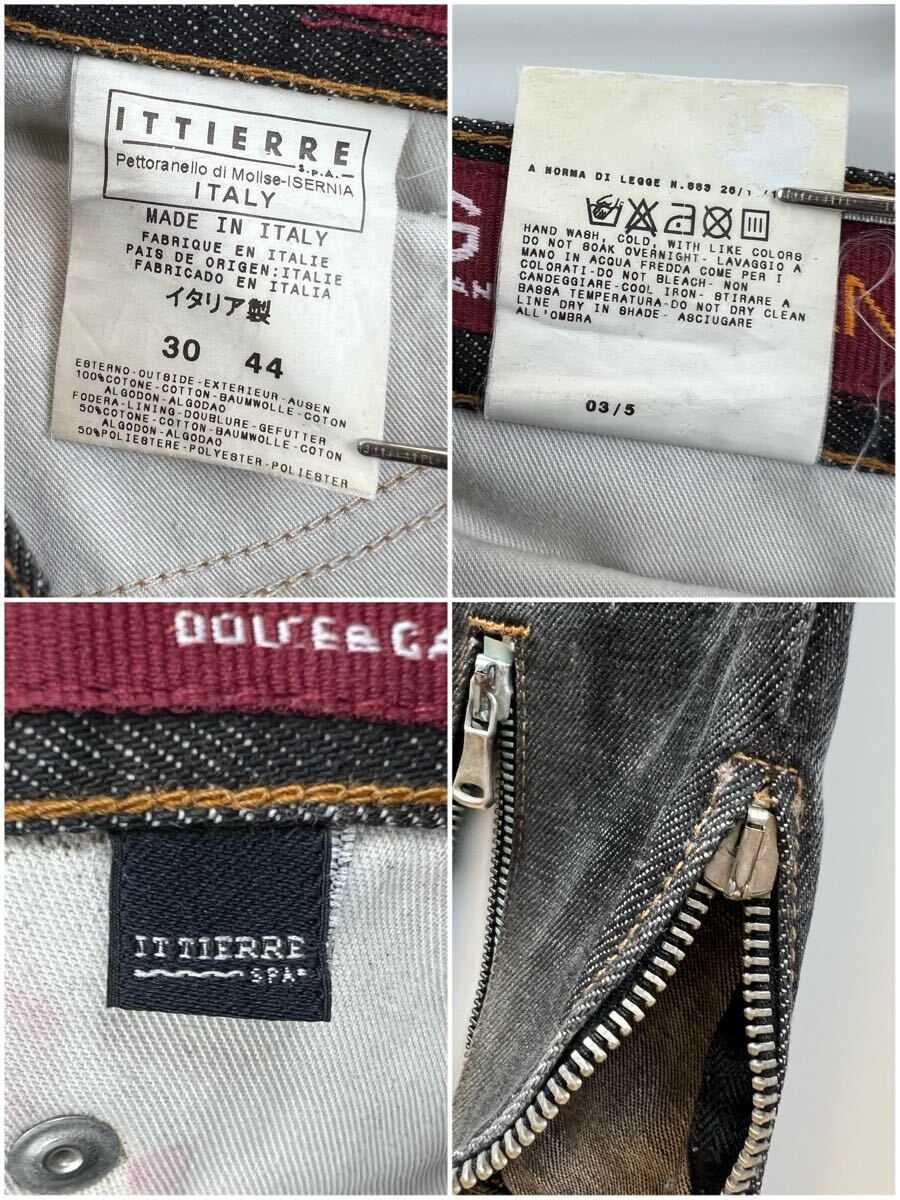 ITTIERRE
S.p.A.
Pettoranello di Molise-ISERNIA
ITALY
MADE IN ITALY
FABRIQUE EN ITALIE
PAIS DE ORIGEN:ITALIE
FABRICADO EN ITALIA
イタリア製
30 44
ESTERNO-OUTSIDE-EXTERIEUR-AUSEN
100%COTONE-COTTON-BAUMWOLLE-COTON
ALGODON-ALGODAO
FODERA-LINING-DOUBLURE-GEFUTTER
50%COTONE-COTTON-BAUMWOLLE-COTON
ALGODON-ALGODAO
50%POLIESTERE-POLYESTER-POLIESTER
A NORMA DI LEGGE N.883 26/
HAND WASH, COLD, WITH LIKE COLORS
DO NOT SOAK OVERNIGHT- LAVAGGIO A
MANO IN ACQUA FREDDA COME PER I
COLORATI-DO NOT BLEACH- NON
CANDEGGIARE-COOL IRON- STIRARE A
BASSA TEMPERATURA-DO NOT DRY CLEAN
LINE DRY IN SHADE- ASCIUGARE
ALL'OMBRA
03/5
DOLCE&GA
ITTIERRE
SPA